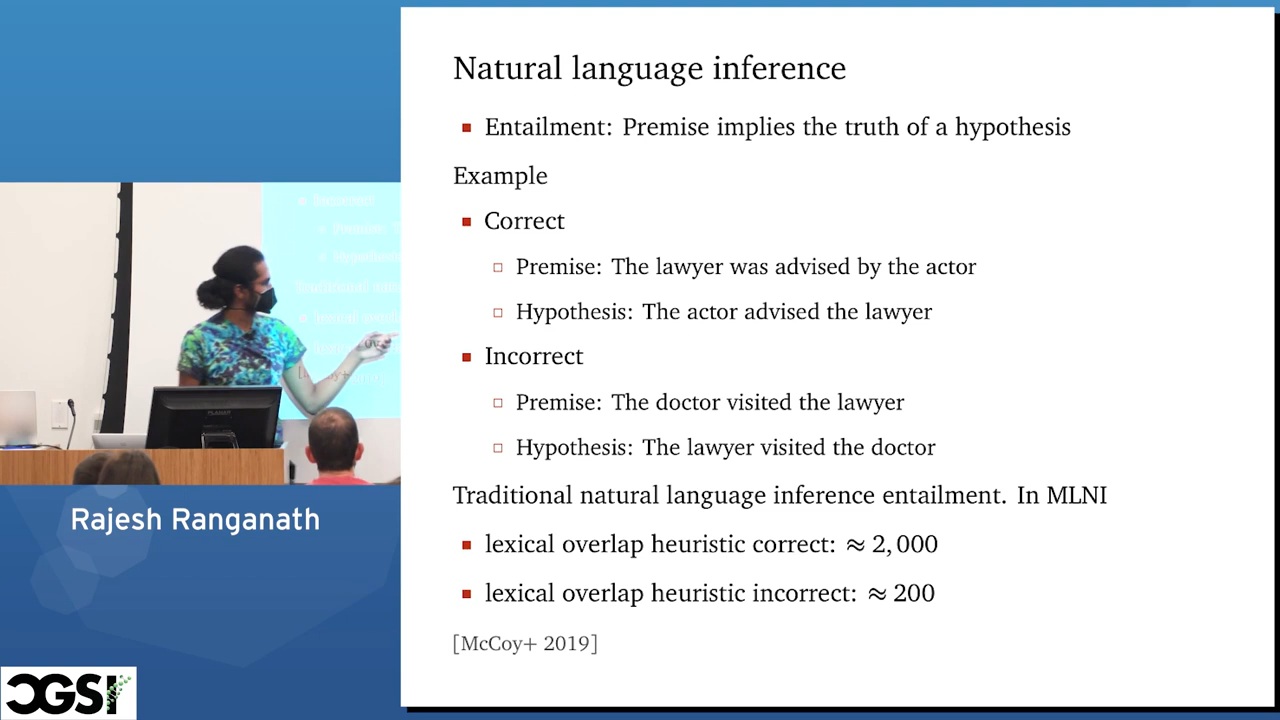 Natural language inference
Entailment: Premise implies the truth of a hypothesis
Example
Correct
Premise: The lawyer was advised by the actor
Hypothesis: The actor advised the lawyer
Incorrect
Premise: The doctor visited the lawyer
Hypothesis: The lawyer visited the doctor
Traditional natural language inference entailment. In MLNI
lexical overlap heuristic correct: ≈ 2,000
lexical overlap heuristic incorrect: ≈ 200
[McCoy+ 2019]
Rajesh Ranganath
CGSI